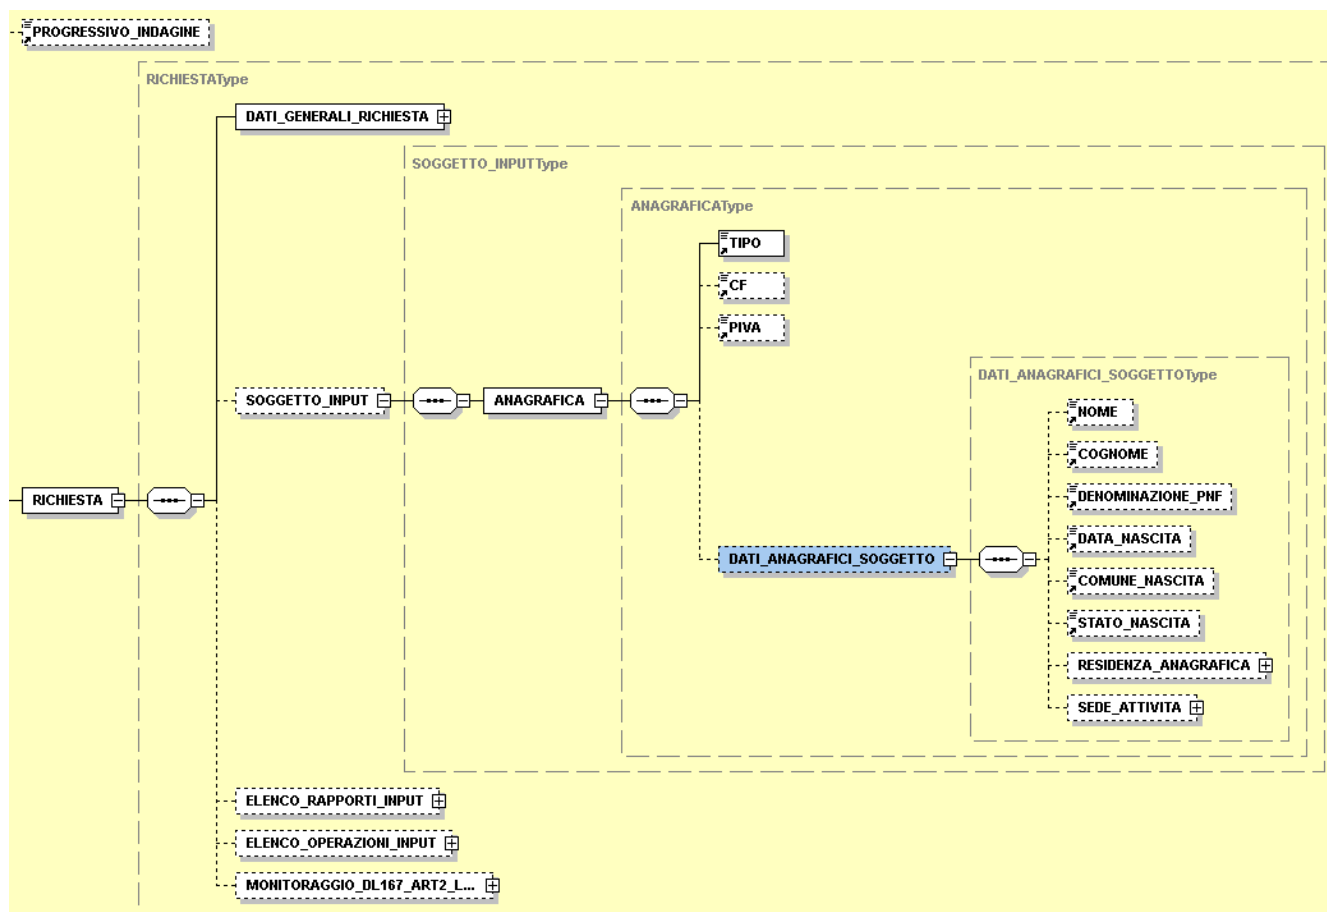 PROGRESSIVO_INDAGINE
RICHIESTAType
DATI_GENERALI_RICHIESTA
SOGGETTO_INPUTType
ANAGRAFICAType
TIPO
CF
PIVA
DATI_ANAGRAFICI_SOGGETTOType
SOGGETTO_INPUT
ANAGRAFICA
NOME
COGNOME
RICHIESTA
DENOMINAZIONE_PNF
DATA_NASCITA
DATI_ANAGRAFICI_SOGGETTO
COMUNE_NASCITA
STATO_NASCITA
RESIDENZA_ANAGRAFICA
SEDE_ATTIVITA
ELENCO_RAPPORTI_INPUT
ELENCO_OPERAZIONI_INPUT
MONITORAGGIO_DL167_ART2_L...